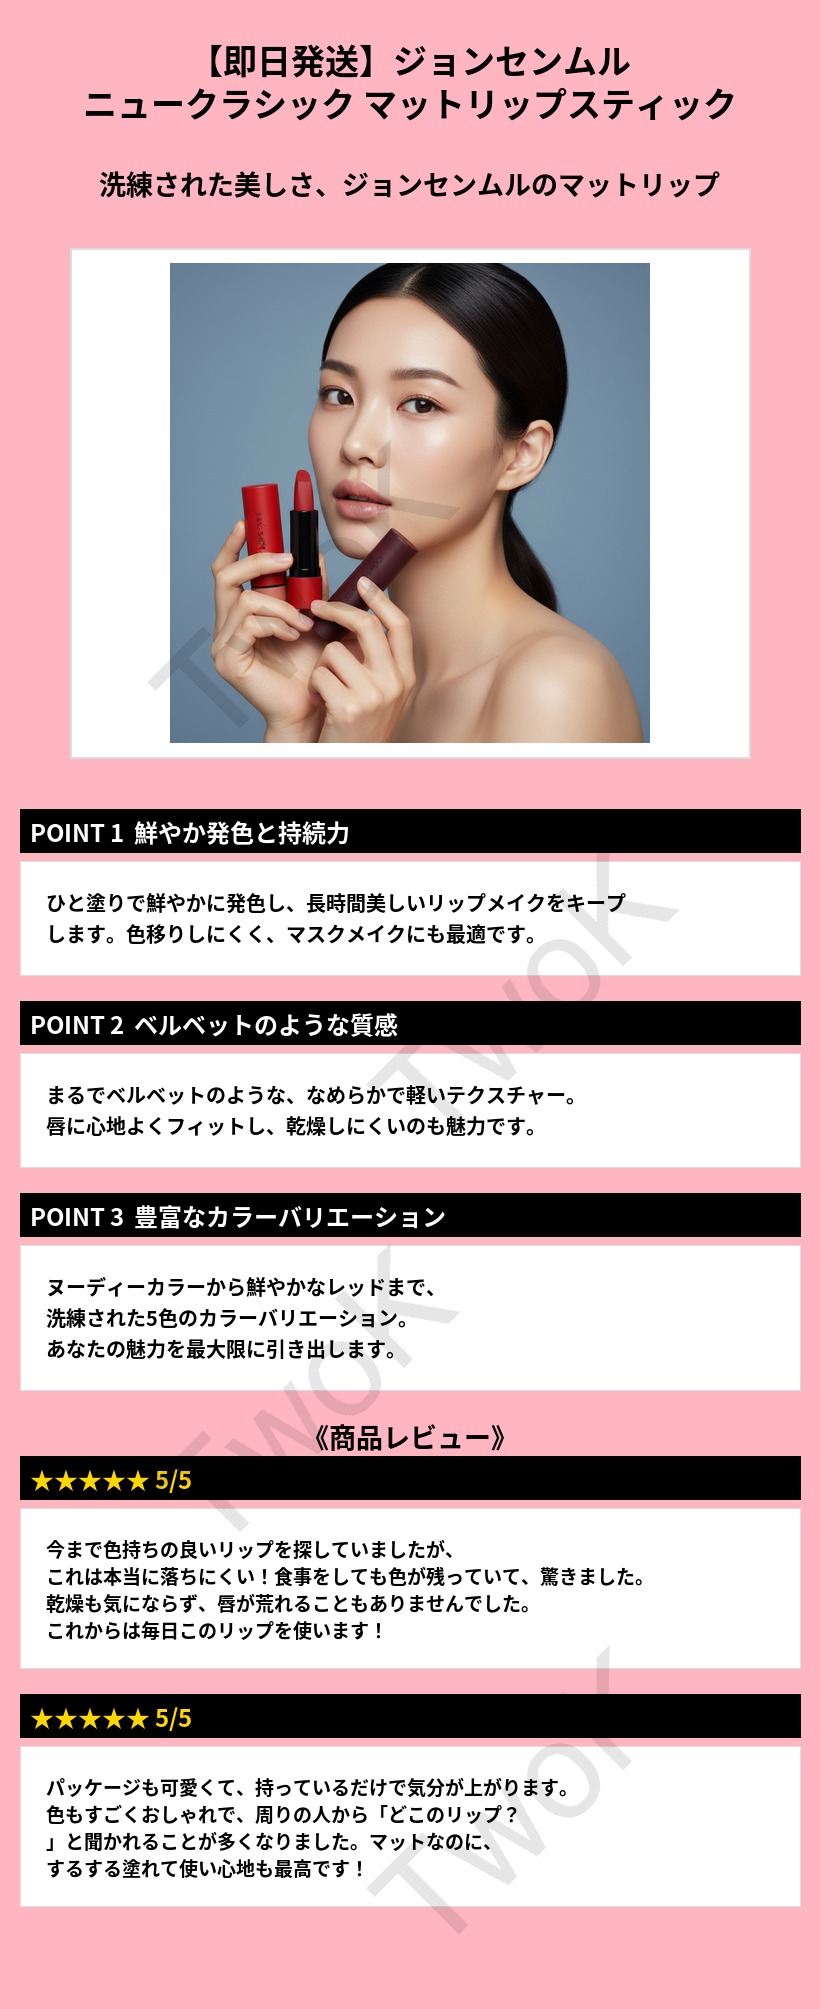 【即日発送】ジョンセンムル
ニュークラシック マットリップスティック
洗練された美しさ、ジョンセンムルのマットリップ
POINT 1 鮮やか発色と持続力
ひと塗りで鮮やかに発色し、長時間美しいリップメイクをキープ
します。色移りしにくく、マスクメイクにも最適です。
POINT 2 ベルベットのような質感
まるでベルベットのような、なめらかで軽いテクスチャー。
唇に心地よくフィットし、乾燥しにくいのも魅力です。
POINT 3 豊富なカラーバリエーション
ヌーディーカラーから鮮やかなレッドまで、
洗練された5色のカラーバリエーション。
あなたの魅力を最大限に引き出します。
《商品レビュー》
★★★★★ 5/5
今まで色持ちの良いリップを探していましたが、
これは本当に落ちにくい！食事をしても色が残っていて、驚きました。
乾燥も気にならず、唇が荒れることもありませんでした。
これからは毎日このリップを使います！
★★★★★ 5/5
パッケージも可愛くて、持っているだけで気分が上がります。
色もすごくおしゃれで、周りの人から「どこのリップ？
」と聞かれることが多くなりました。マットなのに、
するする塗れて使い心地も最高です！
TwoK
TwoK
TwoK
TwoK